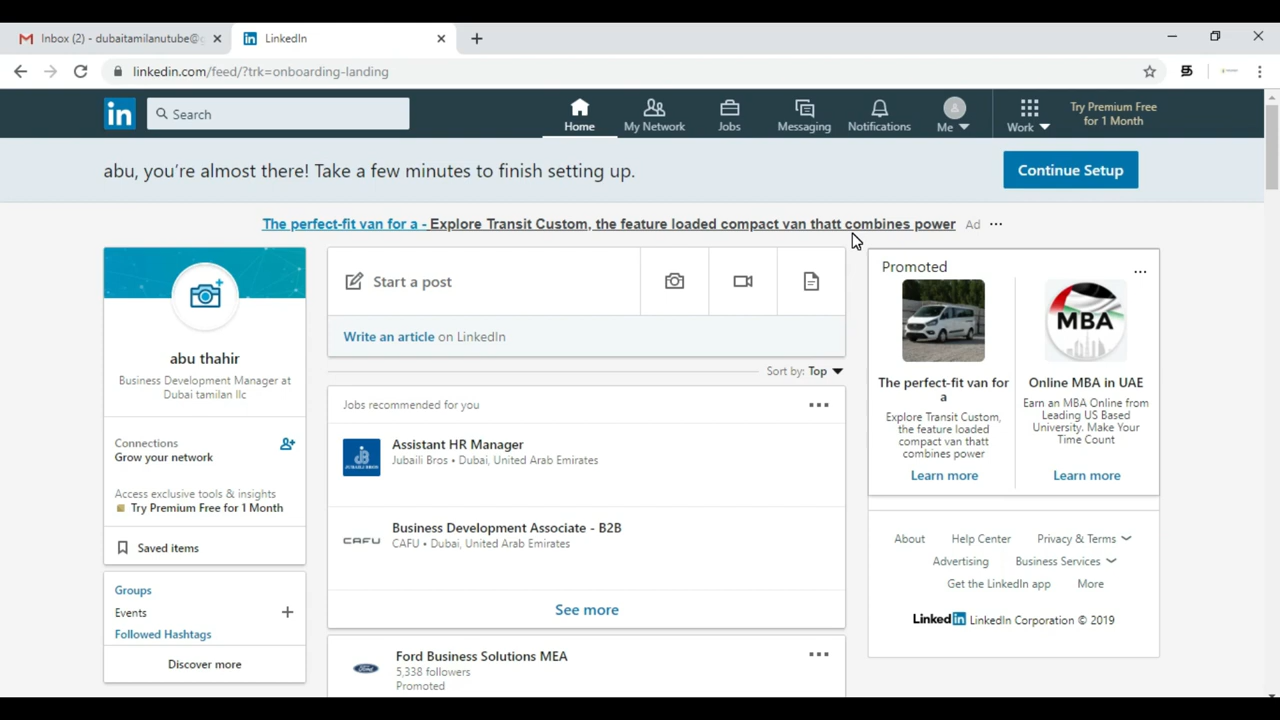 Inbox (2) - dubaitamilanutube@
LinkedIn
linkedin.com/feed/?trk=onboarding-landing
in
Search
Home
My Network
Jobs
Messaging
Notifications
Me
Work
Try Premium Free
for 1 Month
abu, you're almost there! Take a few minutes to finish setting up.
Continue Setup
The perfect-fit van for a - Explore Transit Custom, the feature loaded compact van thatt combines power
Ad
abu thahir
Business Development Manager at
Dubai tamilan llc
Connections
Grow your network
Access exclusive tools & insights
Try Premium Free for 1 Month
Saved items
Groups
Events
Followed Hashtags
Discover more
Start a post
Write an article on LinkedIn
Sort by: Top
Jobs recommended for you
JUBAILI BROS
Assistant HR Manager
Jubaili Bros • Dubai, United Arab Emirates
CAFU
Business Development Associate - B2B
CAFU • Dubai, United Arab Emirates
See more
Ford
Ford Business Solutions MEA
5,338 followers
Promoted
Promoted
The perfect-fit van for
a
Explore Transit Custom,
the feature loaded
compact van thatt
combines power
Learn more
MBA
Online MBA in UAE
Earn an MBA Online from
Leading US Based
University. Make Your
Time Count
Learn more
About
Help Center
Privacy & Terms
Advertising
Business Services
Get the LinkedIn app
More
LinkedIn LinkedIn Corporation © 2019